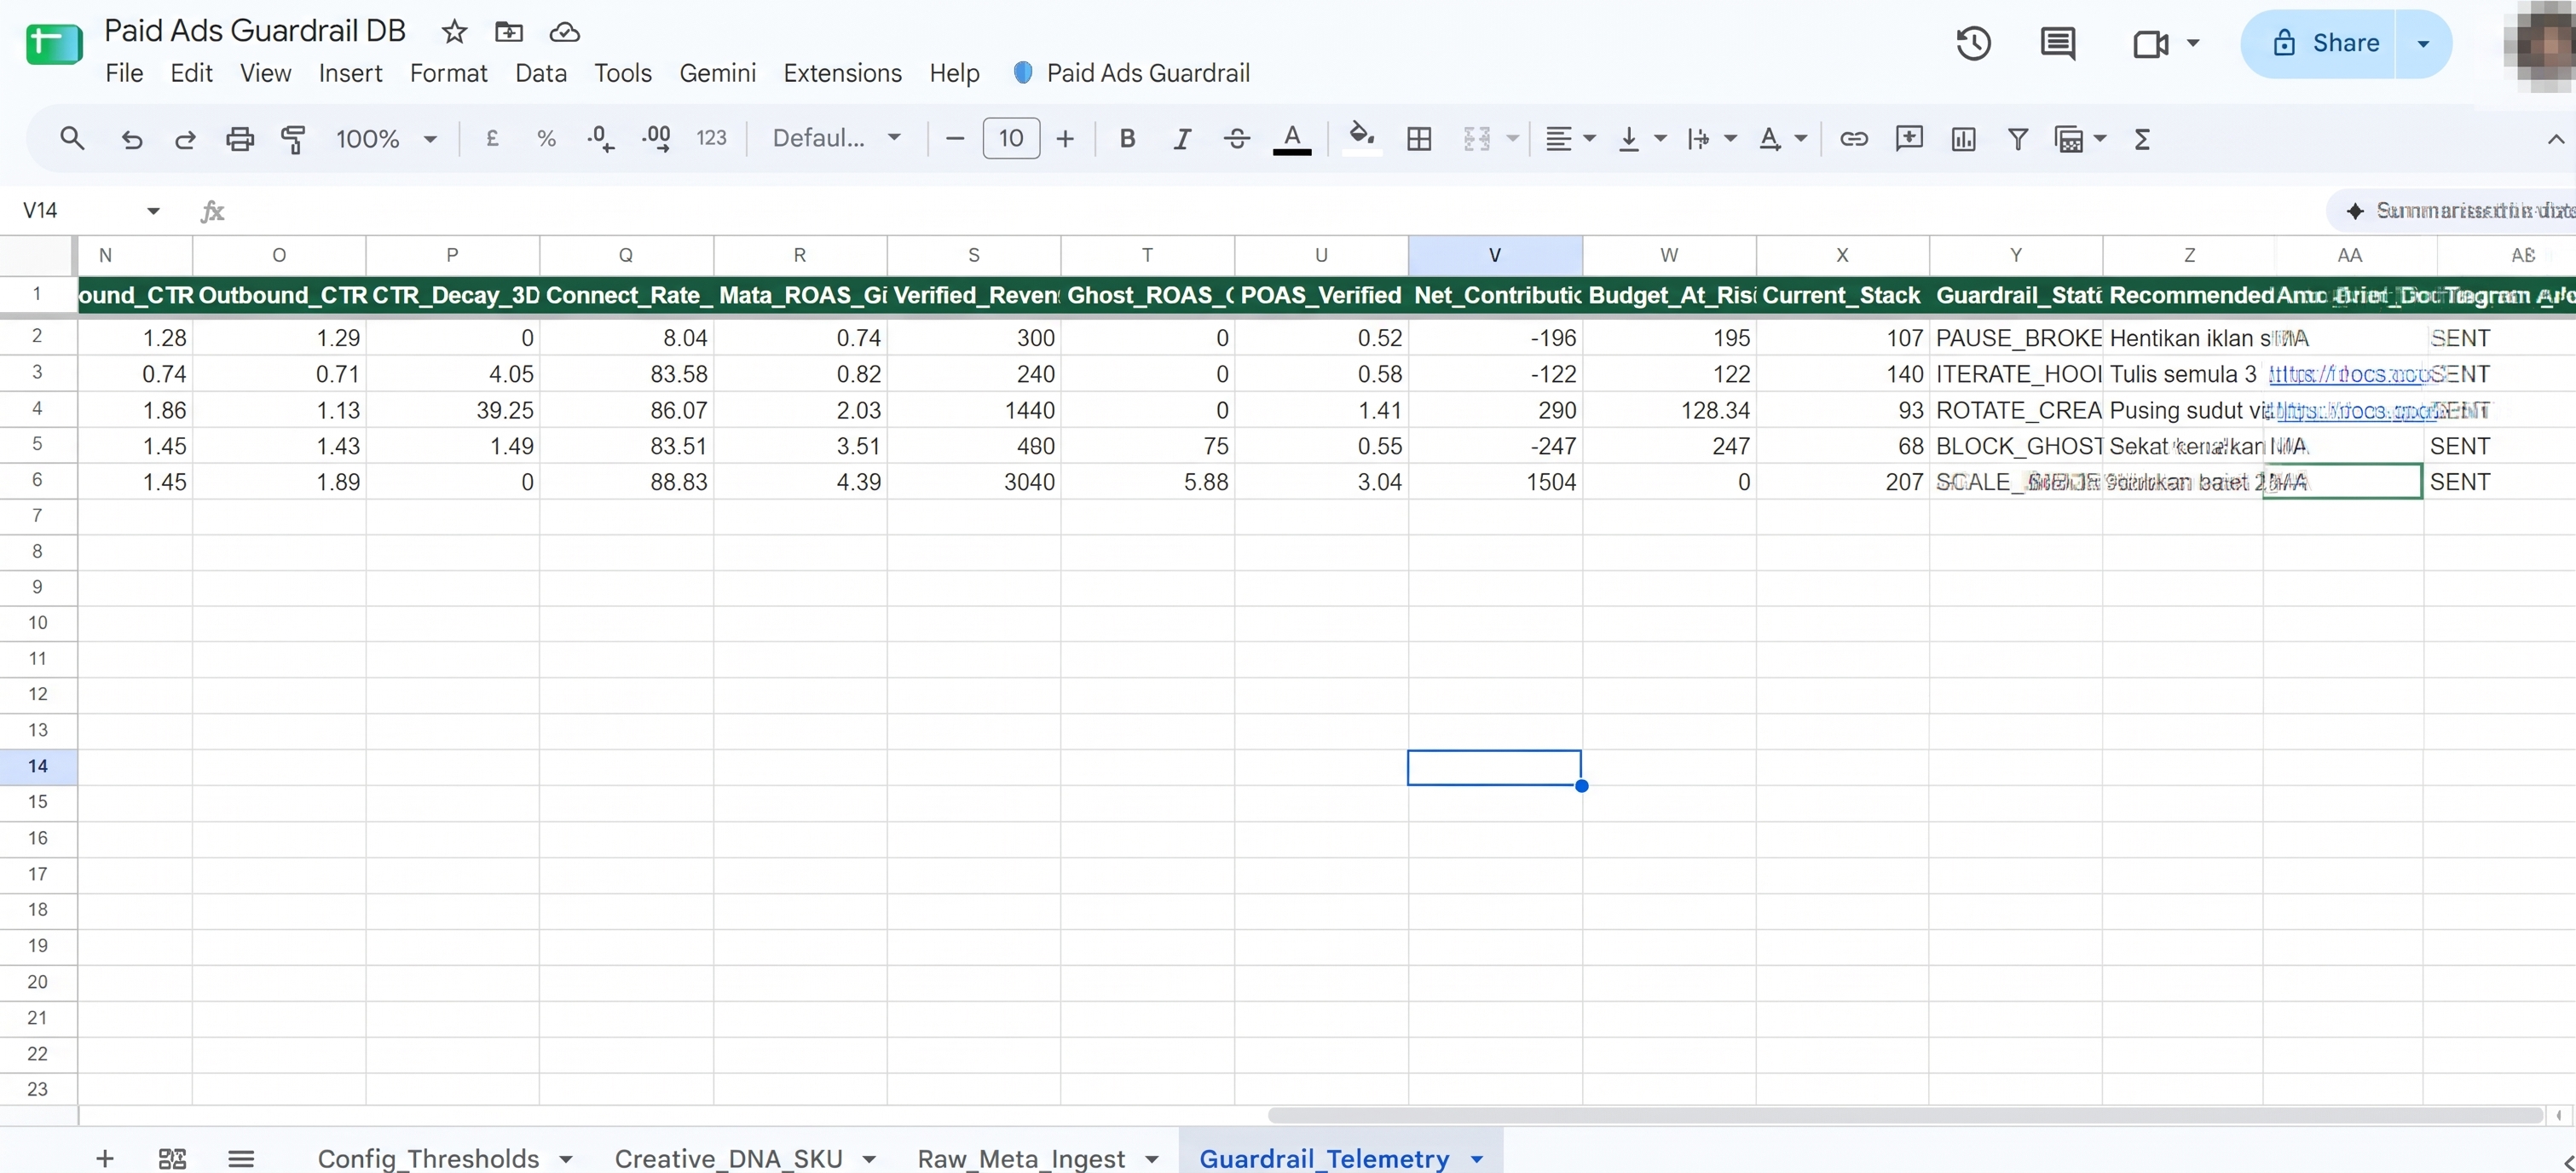 Paid Ads Guardrail DB
File Edit View Insert Format Data Tools Gemini Extensions Help Paid Ads Guardrail
Share
100% £ % .0 .00 123 Defaul... 10 B I A Σ
V14 fx
N O P Q R S T U V W X Y Z AA AB
1 ound_CTR Outbound_CTR CTR_Decay_3D Connect_Rate_ Mata_ROAS_Gi Verified_Reven Ghost_ROAS_ POAS_Verified Net_Contributic Budget_At_Risi Current_Stack Guardrail_Stati Recommended
2 1.28 1.29 0 8.04 0.74 300 0 0.52 -196 195 107 PAUSE_BROKE Hentikan iklan s SENT
3 0.74 0.71 4.05 83.58 0.82 240 0 0.58 -122 122 140 ITERATE_HOOI Tulis semula 3 SENT
4 1.86 1.13 39.25 86.07 2.03 1440 0 1.41 290 128.34 93 ROTATE_CREA Pusing sudut vi
5 1.45 1.43 1.49 83.51 3.51 480 75 0.55 -247 247 68 BLOCK_GHOST Sekat SENT
6 1.45 1.89 0 88.83 4.39 3040 5.88 3.04 1504 0 207 SCALE_ SENT
7
8
9
10
11
12
13
14
15
16
17
18
19
20
21
22
23
Config_Thresholds Creative_DNA_SKU Raw_Meta_Ingest Guardrail_Telemetry